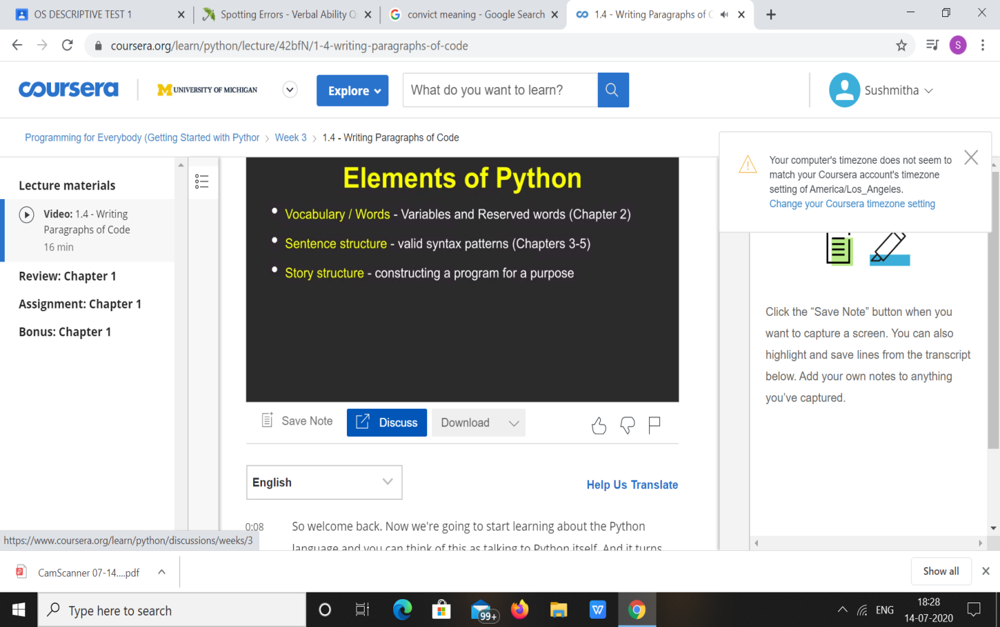 OS DESCRIPTIVE TEST 1
Spotting Errors - Verbal Ability Q
convict meaning - Google Search
1.4 - Writing Paragraphs of C
coursera.org/learn/python/lecture/42bfN/1-4-writing-paragraphs-of-code
S
coursera
M UNIVERSITY OF MICHIGAN
Explore
What do you want to learn?
Sushmitha
Programming for Everybody (Getting Started with Python
Week 3
1.4 - Writing Paragraphs of Code
Your computer's timezone does not seem to
match your Coursera account's timezone
setting of America/Los_Angeles.
Change your Coursera timezone setting
Lecture materials
Video: 1.4 - Writing
Paragraphs of Code
16 min
Review: Chapter 1
Assignment: Chapter 1
Bonus: Chapter 1
Elements of Python
• Vocabulary / Words - Variables and Reserved words (Chapter 2)
• Sentence structure - valid syntax patterns (Chapters 3-5)
• Story structure - constructing a program for a purpose
Click the “Save Note” button when you
want to capture a screen. You can also
highlight and save lines from the transcript
below. Add your own notes to anything
you’ve captured.
Save Note
Discuss
Download
English
Help Us Translate
0:08
So welcome back. Now we're going to start learning about the Python
language and you can think of this as talking to Python itself. And it turns
https://www.coursera.org/learn/python/discussions/weeks/3
CamScanner 07-14....pdf
Show all
Type here to search
99+
W
ENG
18:28
14-07-2020